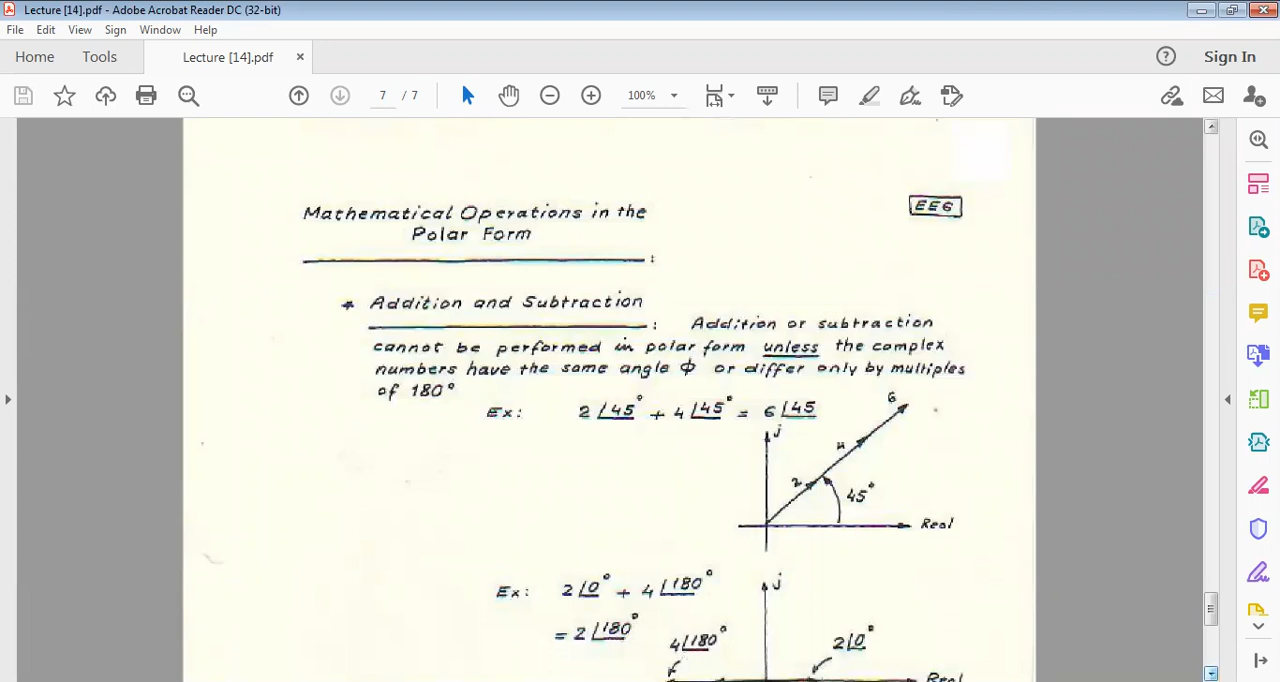 Lecture [14].pdf - Adobe Acrobat Reader DC (32-bit)
File Edit View Sign Window Help
Home Tools Lecture [14].pdf × Sign In
7 / 7 100%
Mathematical Operations in the
Polar Form :
EE6
* Addition and Subtraction : Addition or subtraction
cannot be performed in polar form unless the complex
numbers have the same angle Φ or differ only by multiples
of 180°
Ex: 2∠45° + 4∠45° = 6∠45
j
6
4
2
45°
Real
Ex: 2∠0° + 4∠180°
= 2∠180°
j
4∠180°
2∠0°
Real